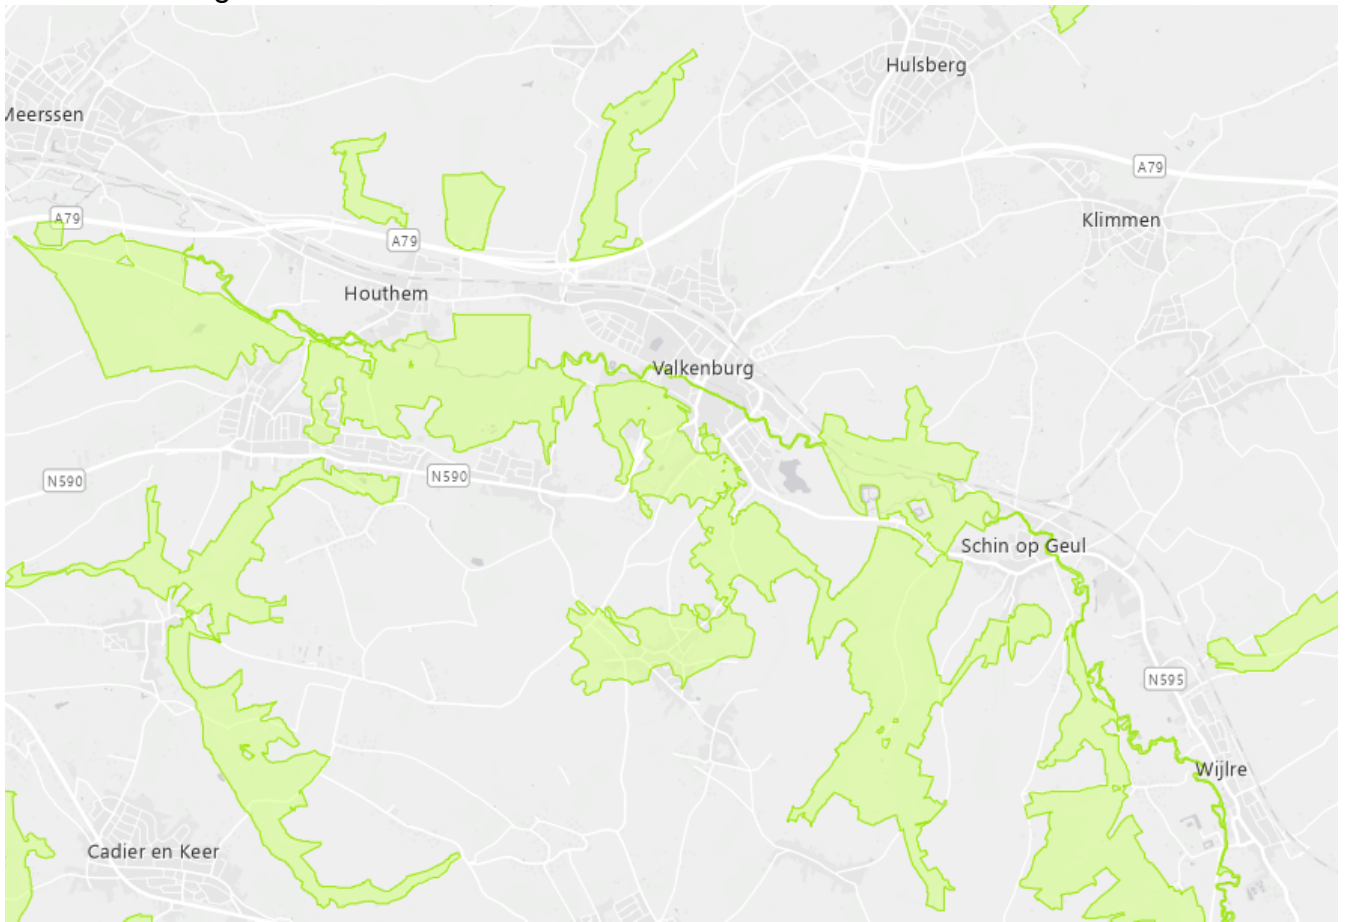 Hulsberg
Meerssen
A79
Klimmen
A79
A79
Houthem
Valkenburg
N590
N590
Schin op Geul
N595
Wijlre
Cadier en Keer